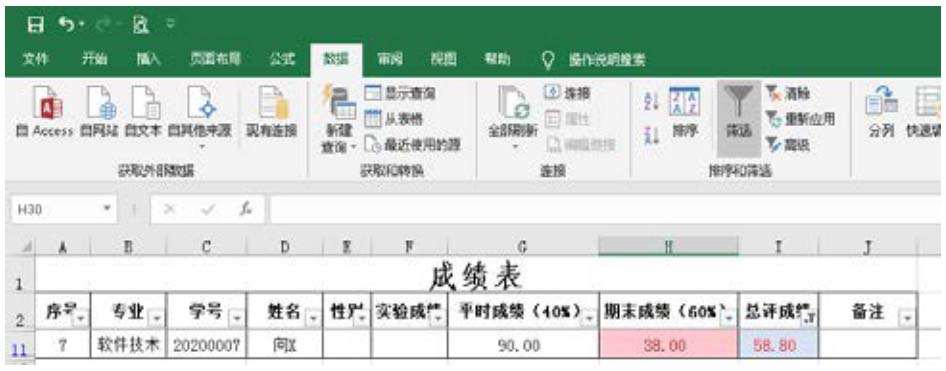 文件 开始 插入 页面布局 公式 数据 审阅 视图 帮助 操作说明搜索
自 Access 自网站 自文本 自其他来源 现有连接 新建查询 显示查询 从表格 最近使用的源 全部刷新 连接 属性 编辑链接 排序 筛选 清除 重新应用 高级 分列
获取外部数据 获取和转换 连接 排序和筛选
H30 fx
A B C D E F G H I J
1 成绩表
2 序号 专业 学号 姓名 性别 实验成绩 平时成绩（40%） 期末成绩（60%） 总评成绩 备注
11 7 软件技术 20200007 向X 90.00 38.00 58.80